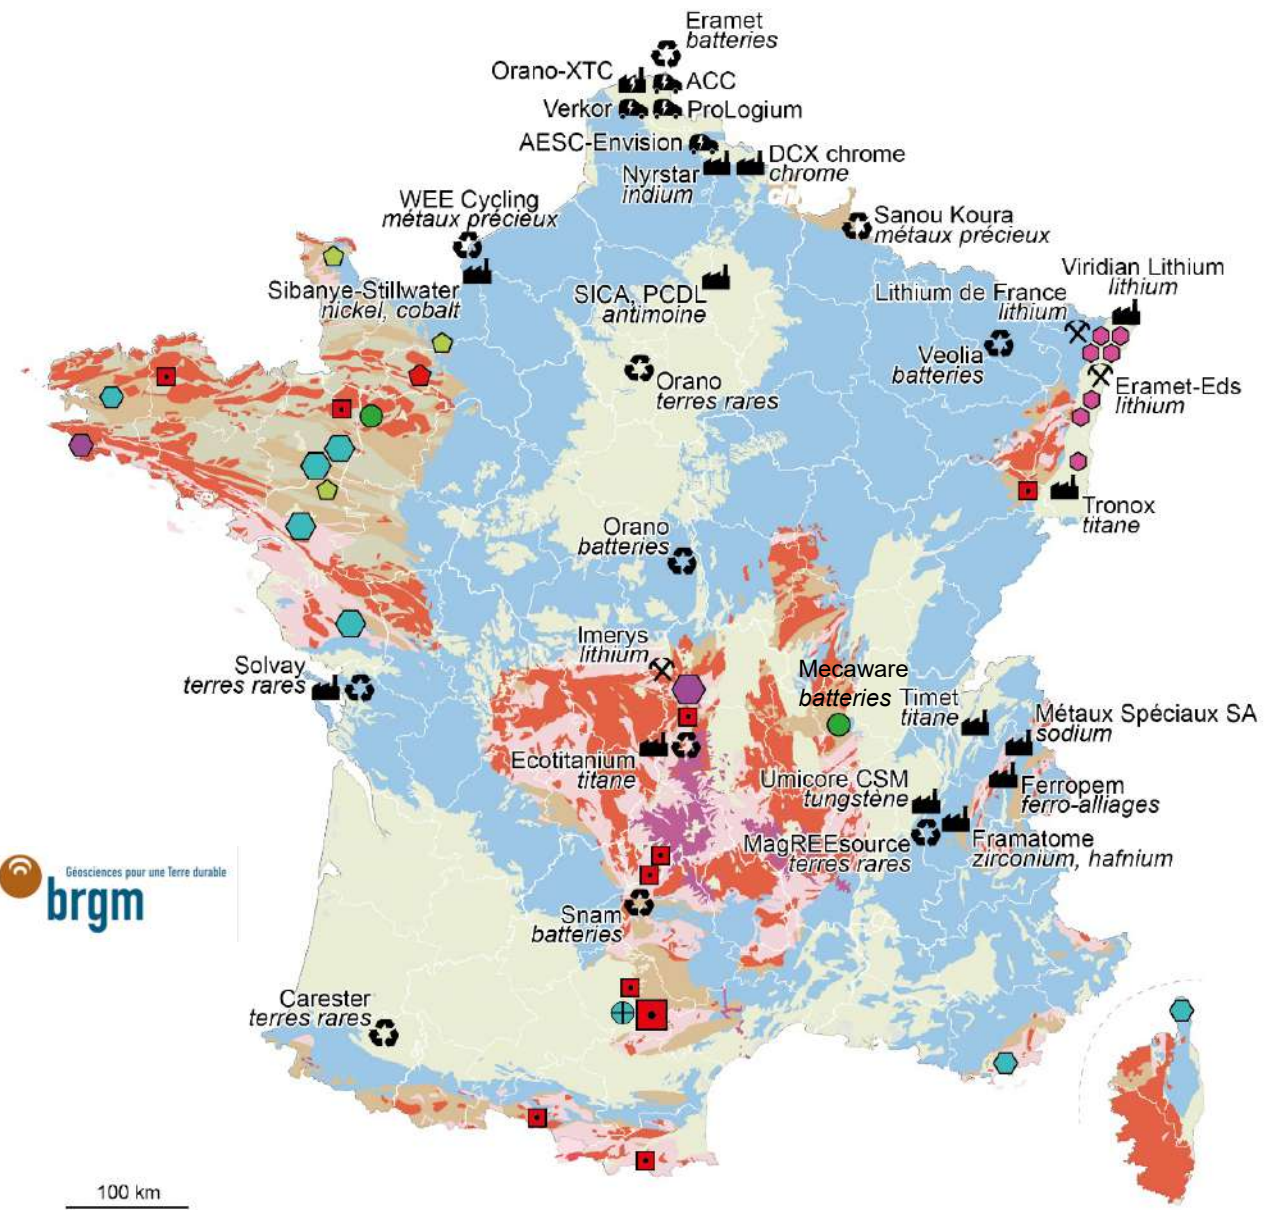 Eramet
batteries
Orano-XTC
ACC
Verkor
ProLogium
AESC-Envision
DCX chrome
chrome
Nyrstar
indium
ch
WEE Cycling
métaux précieux
Sanou Koura
métaux précieux
Sibanye-Stillwater
nickel, cobalt
SICA, PCDL
antimoine
Viridian Lithium
lithium
Lithium de France
lithium
Veolia
batteries
Orano
terres rares
Eramet-Eds
lithium
Tronox
titane
Orano
batteries
Imerys
lithium
Solvay
terres rares
Mecaware
batteries
Timet
titane
Métaux Spéciaux SA
sodium
Ecotitanium
titane
Umicore CSM
tungstène
Ferropem
ferro-alliages
MagREEsource
terres rares
Framatome
zirconium, hafnium
Géosciences pour une Terre durable
brgm
Snam
batteries
Carester
terres rares
100 km